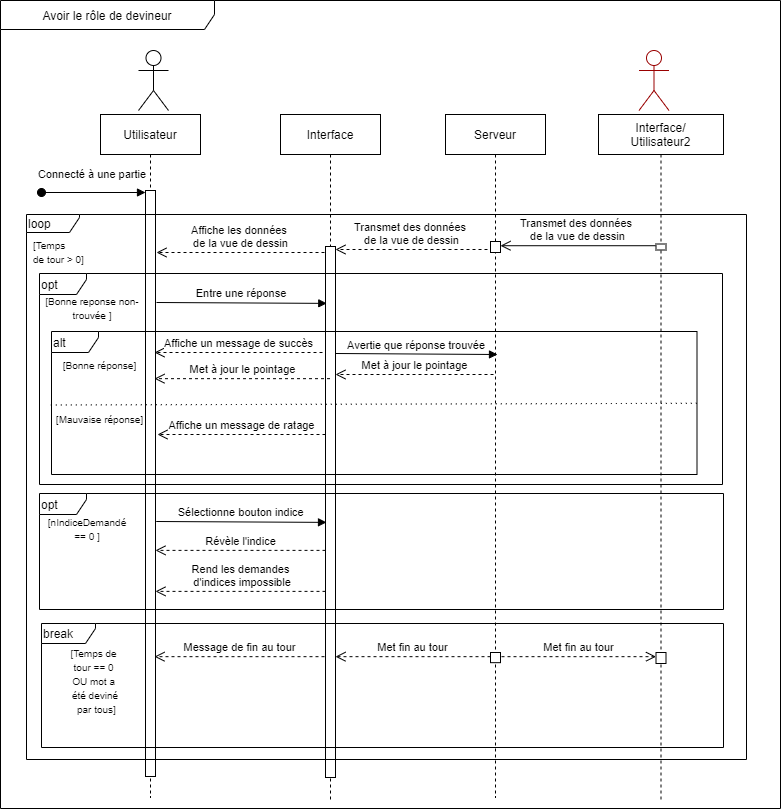 Avoir le rôle de devineur
Utilisateur
Interface
Serveur
Interface/
Utilisateur2
Connecté à une partie
loop
[Temps
de tour > 0]
Affiche les données
de la vue de dessin
Transmet des données
de la vue de dessin
Transmet des données
de la vue de dessin
opt
[Bonne reponse non-
trouvée ]
Entre une réponse
alt
[Bonne réponse]
Affiche un message de succès
Avertie que réponse trouvée
Met à jour le pointage
Met à jour le pointage
[Mauvaise réponse]
Affiche un message de ratage
opt
[nIndiceDemandé
== 0 ]
Sélectionne bouton indice
Révèle l'indice
Rend les demandes
d'indices impossible
break
[Temps de
tour == 0
OU mot a
été deviné
par tous]
Message de fin au tour
Met fin au tour
Met fin au tour